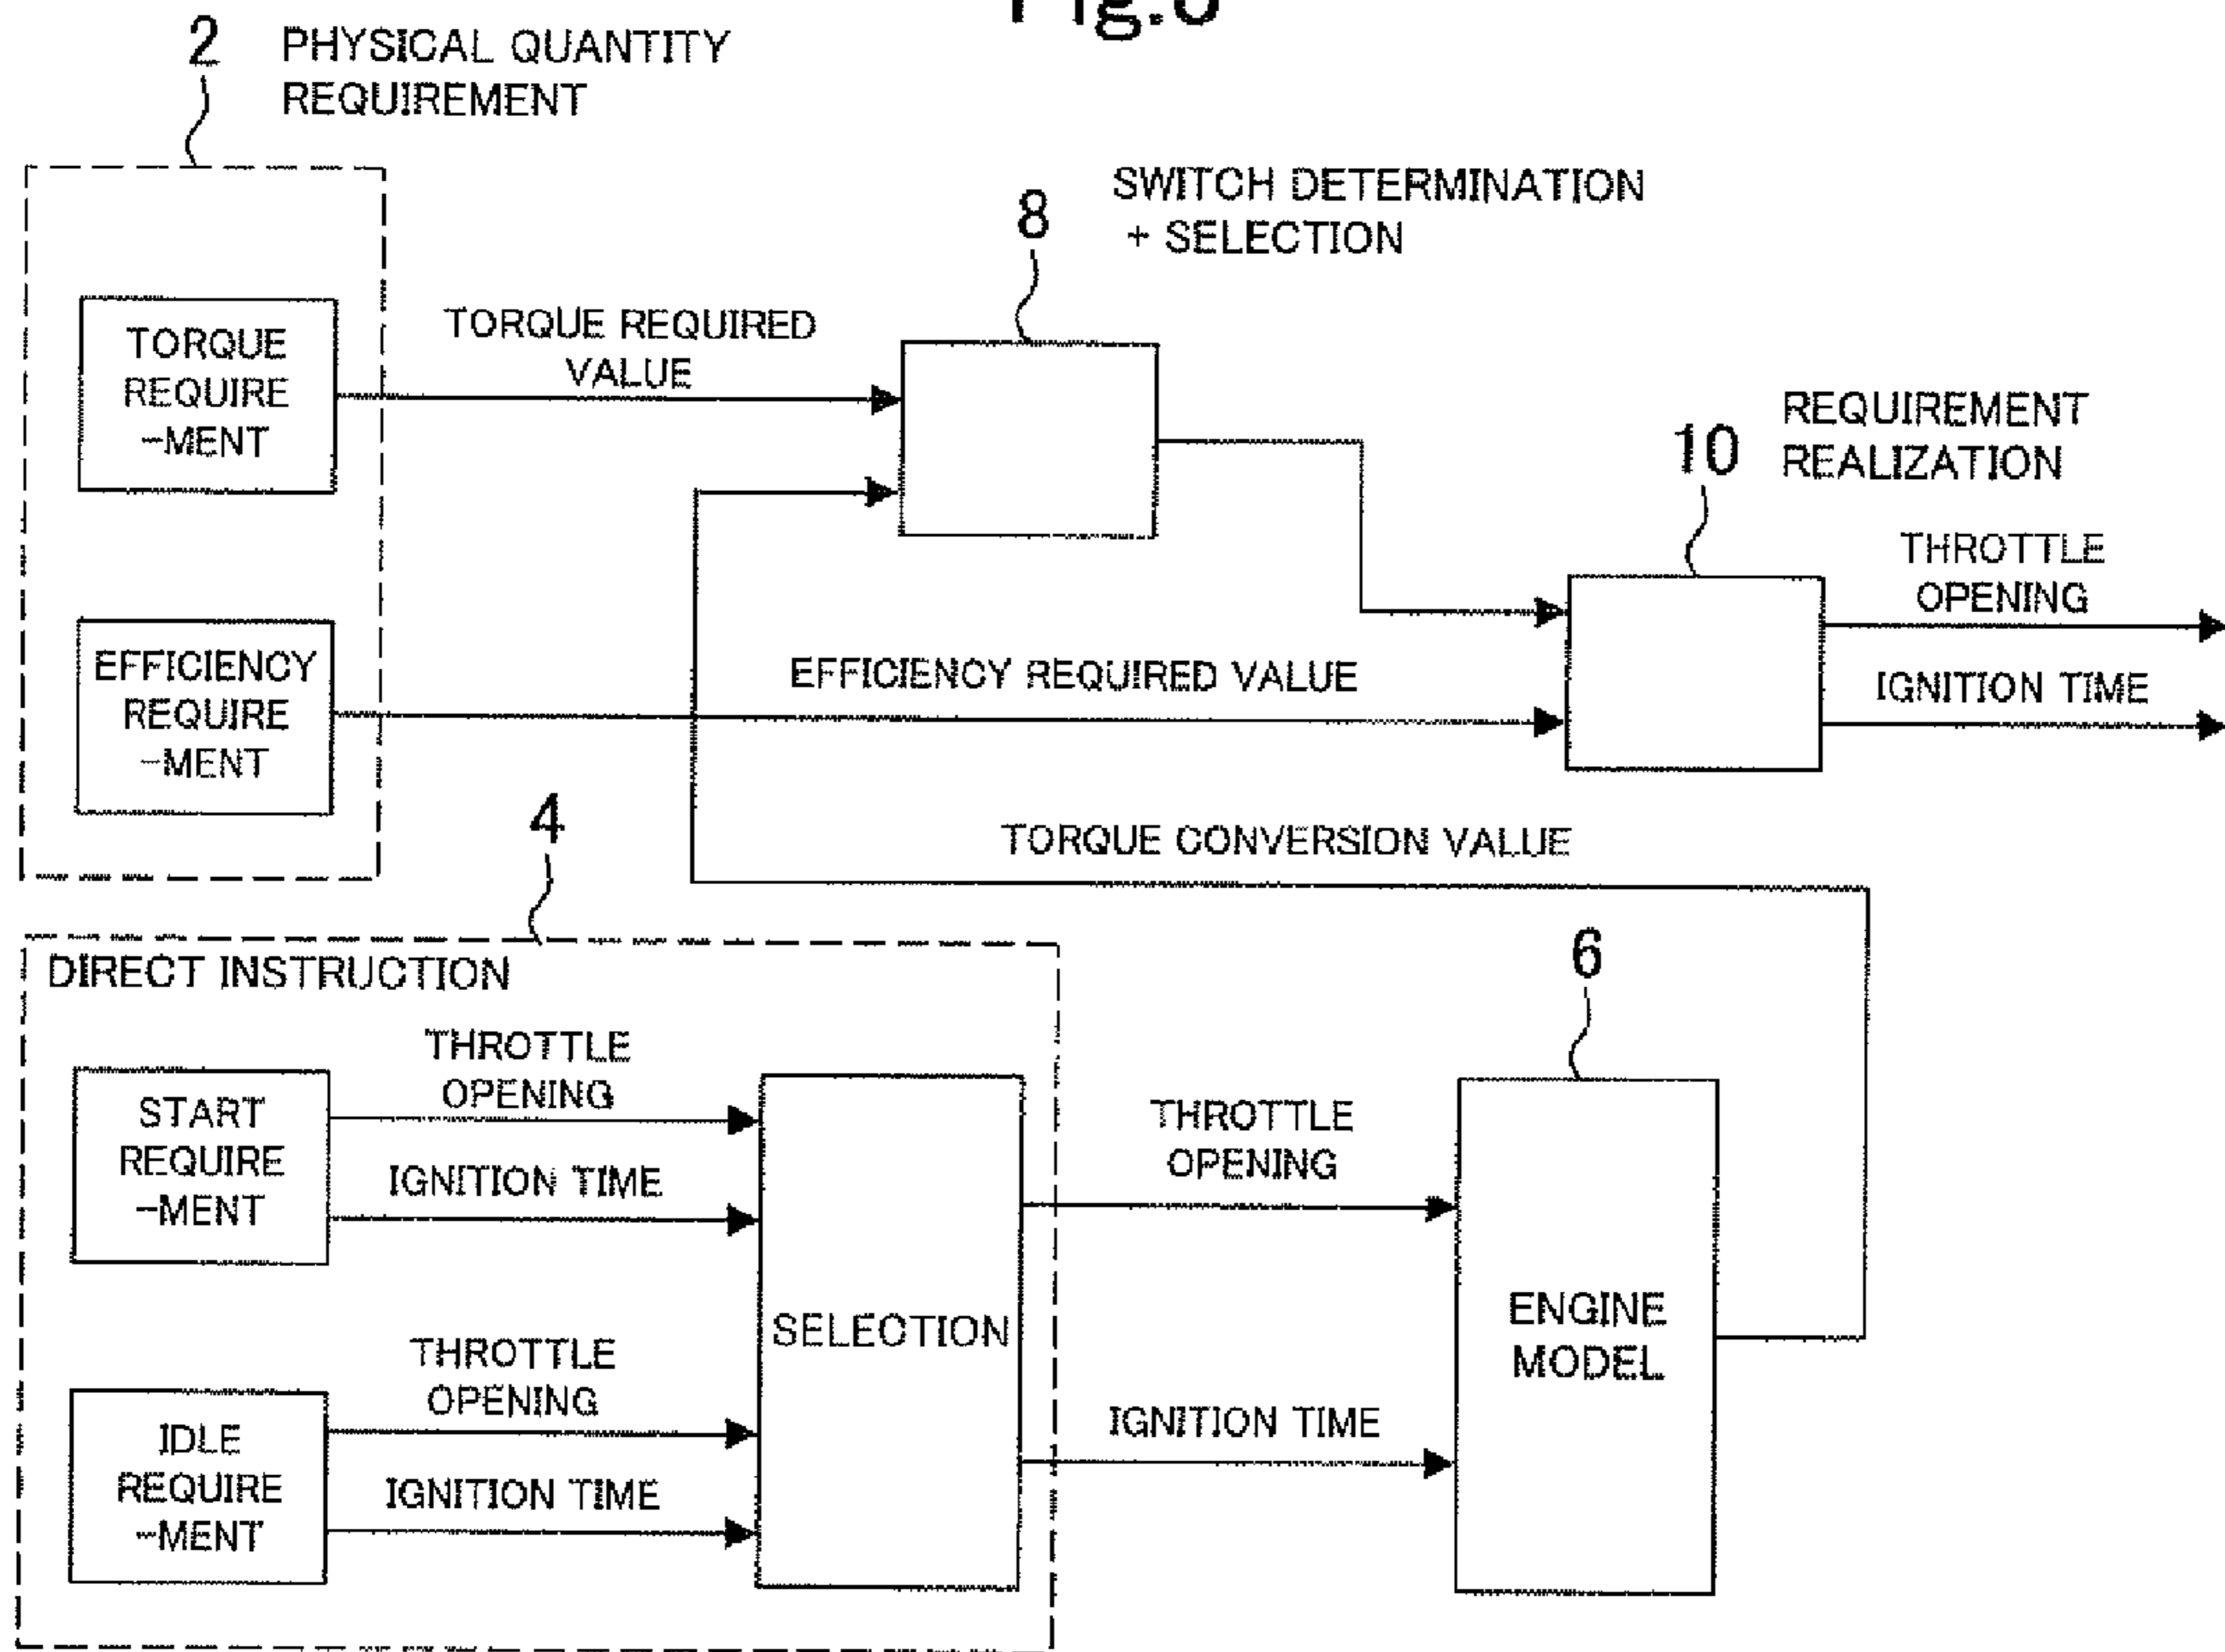 2
PHYSICAL QUANTITY
REQUIREMENT
SWITCH DETERMINATION
+ SELECTION
8
TORQUE
REQUIRE
-MENT
TORQUE REQUIRED
VALUE
10
REQUIREMENT
REALIZATION
THROTTLE
OPENING
IGNITION TIME
EFFICIENCY
REQUIRE
-MENT
EFFICIENCY REQUIRED VALUE
TORQUE CONVERSION VALUE
4
DIRECT INSTRUCTION
START
REQUIRE
-MENT
THROTTLE
OPENING
IGNITION TIME
IDLE
REQUIRE
-MENT
THROTTLE
OPENING
IGNITION TIME
SELECTION
THROTTLE
OPENING
IGNITION TIME
6
ENGINE
MODEL